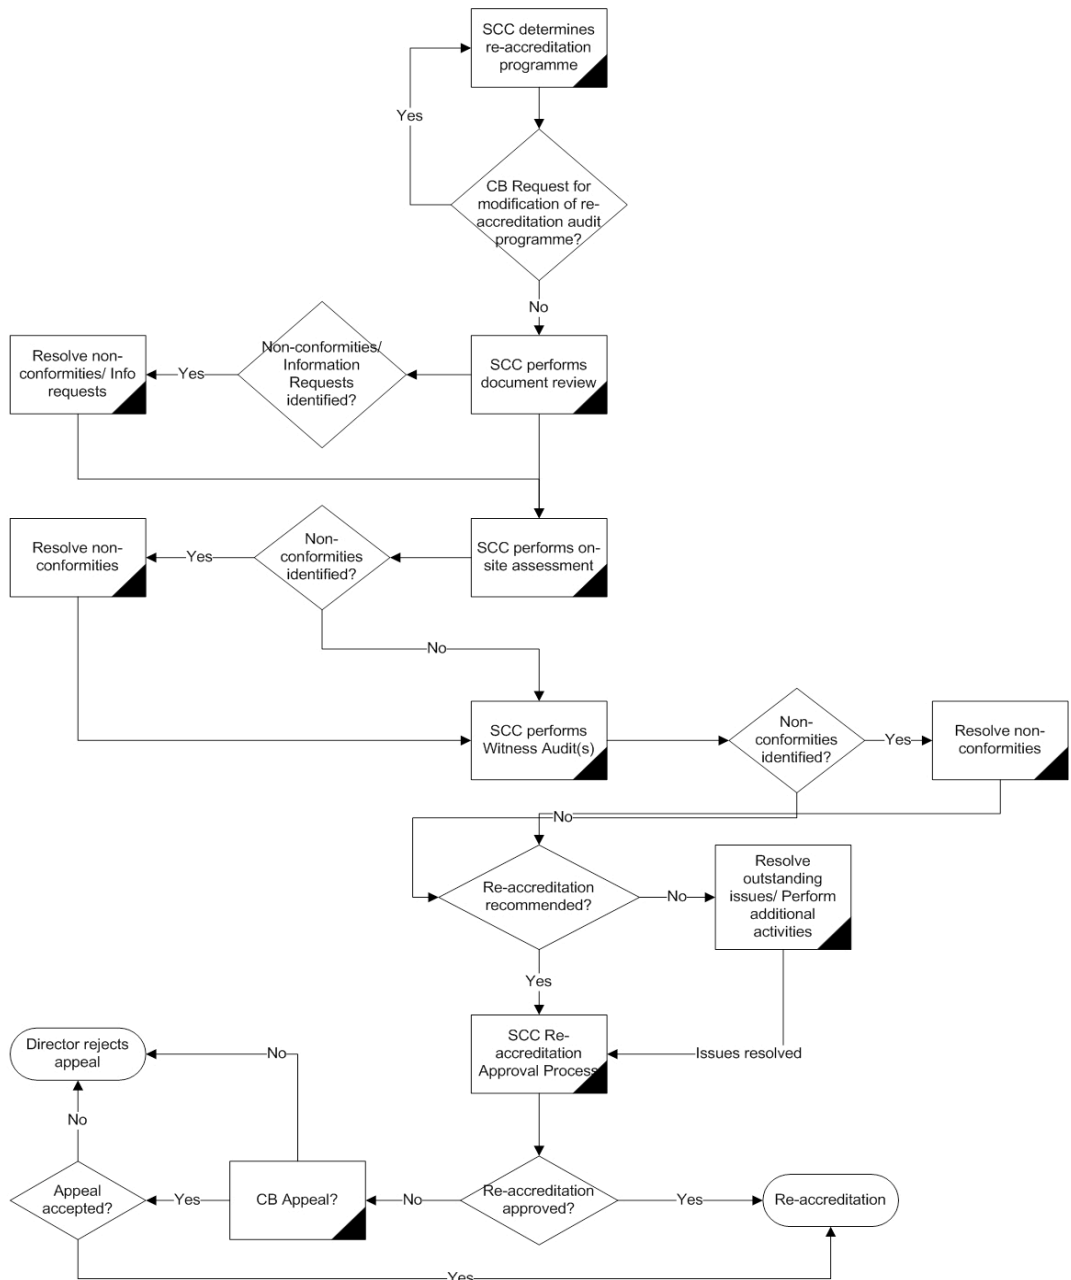 SCC determines
re-accreditation
programme
Yes
CB Request for
modification of re-
accreditation audit
programme?
No
Non-conformities/
Information
Requests
identified?
Yes
Resolve non-
conformities/ Info
requests
SCC performs
document review
Resolve non-
conformities
Yes
Non-
conformities
identified?
SCC performs on-
site assessment
No
SCC performs
Witness Audit(s)
Non-
conformities
identified?
Yes
Resolve non-
conformities
No
Re-accreditation
recommended?
No
Resolve
outstanding
issues/ Perform
additional
activities
Yes
SCC Re-
accreditation
Approval Process
Issues resolved
Director rejects
appeal
No
No
Appeal
accepted?
Yes
CB Appeal?
No
Re-accreditation
approved?
Yes
Re-accreditation
Yes